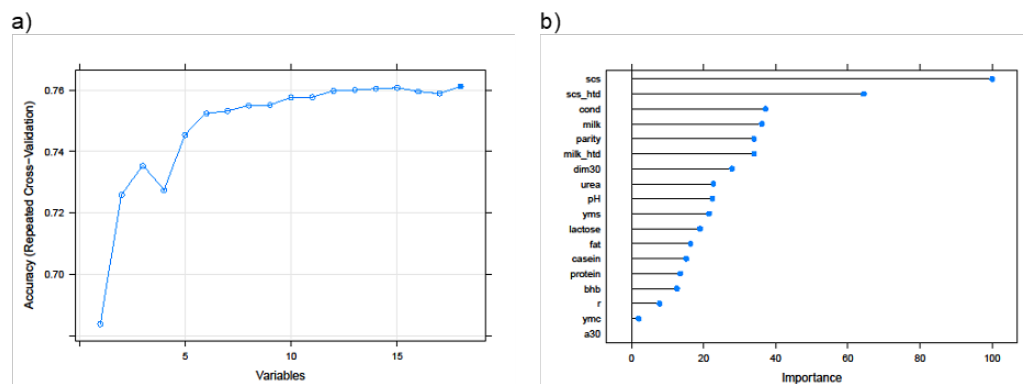 a)
0.76
0.74
0.72
0.70
Accuracy (Repeated Cross-Validation)
5
10
15
Variables
b)
scs
scs_htd
cond
milk
parity
milk_htd
dim30
urea
pH
yms
lactose
fat
casein
protein
bhb
r
ymc
a30
0
20
40
60
80
100
Importance